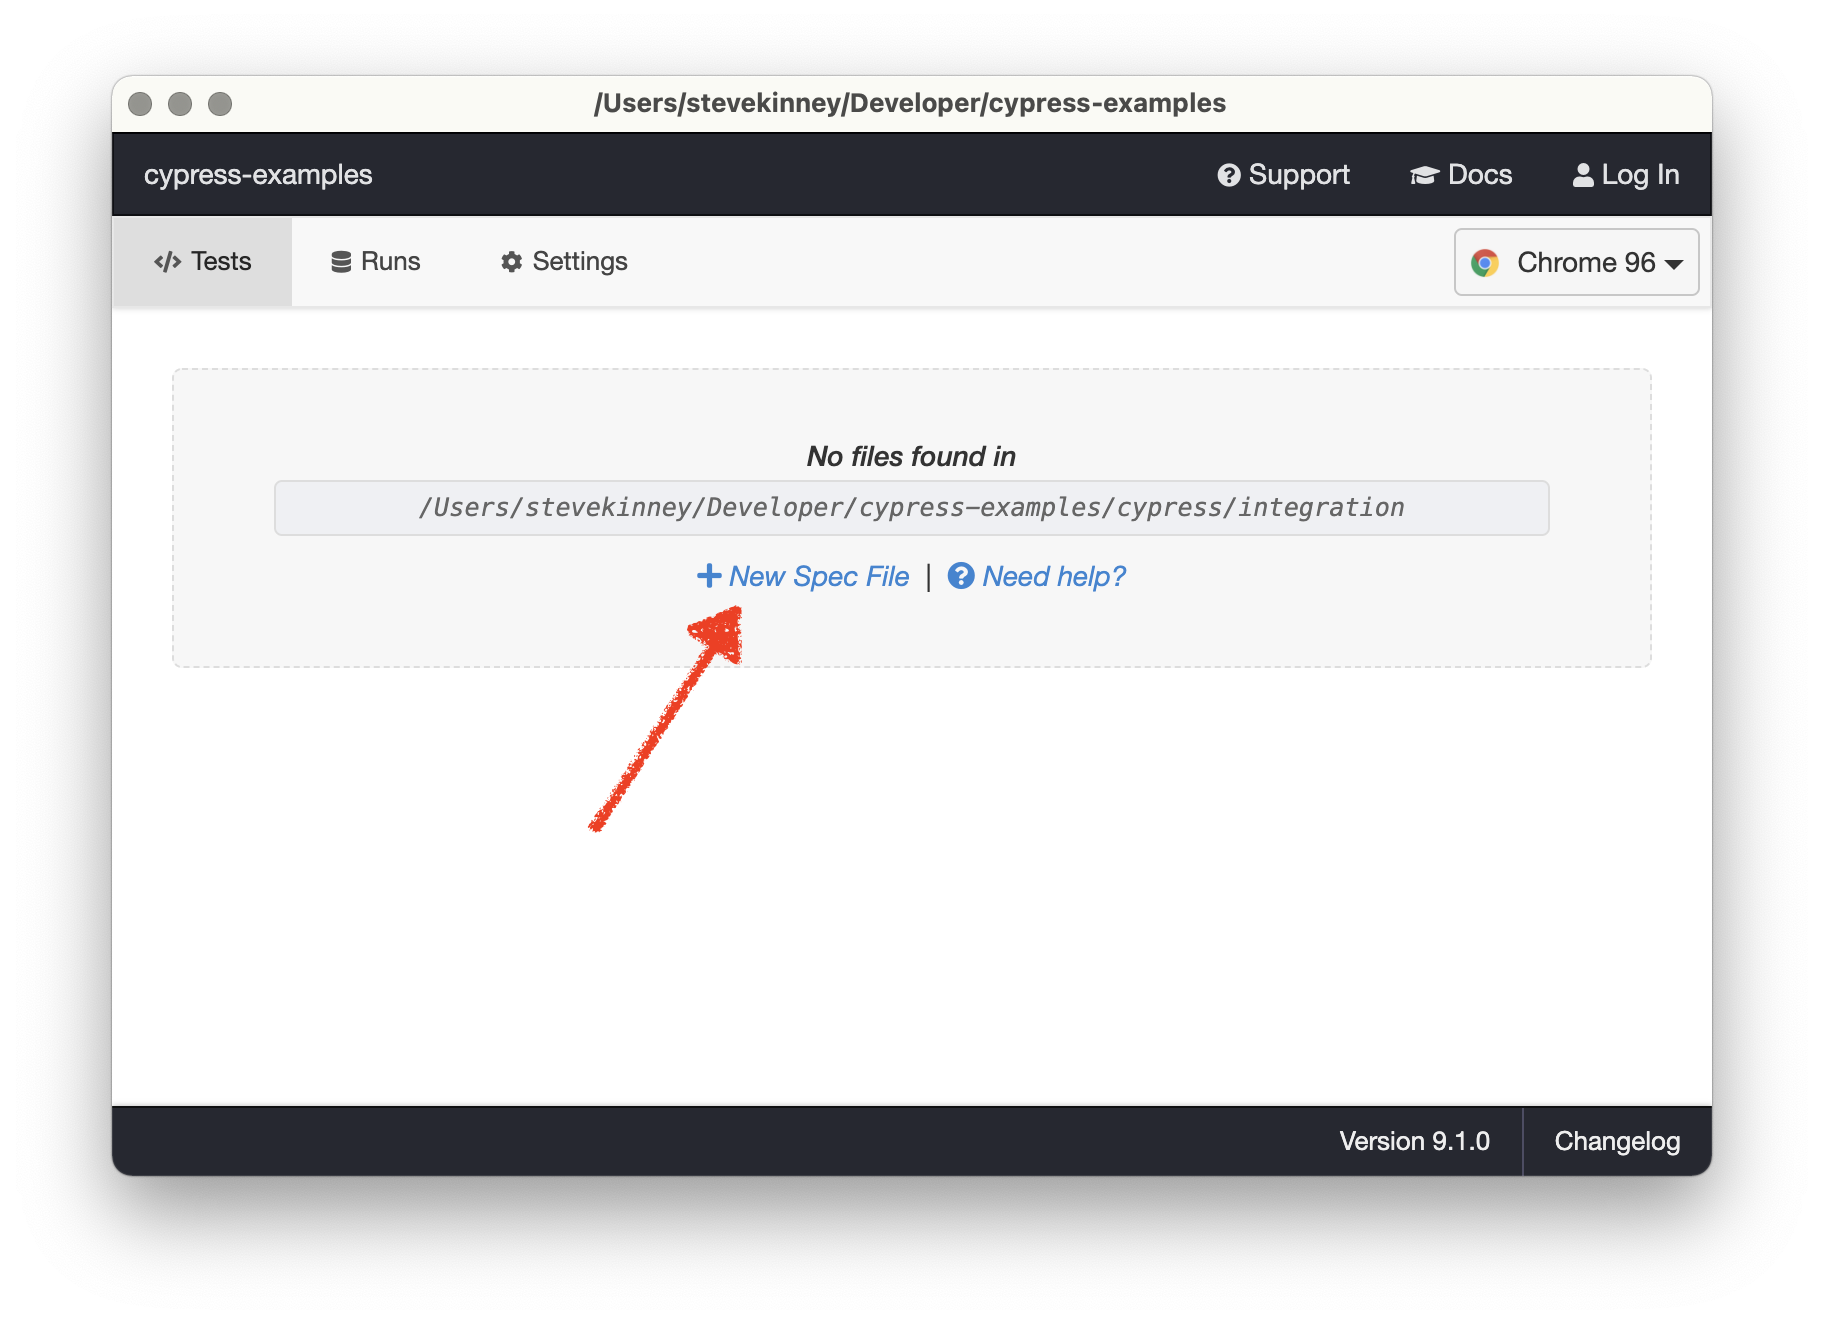 /Users/stevekinney/Developer/cypress-examples
cypress-examples Support Docs Log In
Tests Runs Settings Chrome 96
No files found in
/Users/stevekinney/Developer/cypress-examples/cypress/integration
New Spec File | Need help?
Version 9.1.0 Changelog